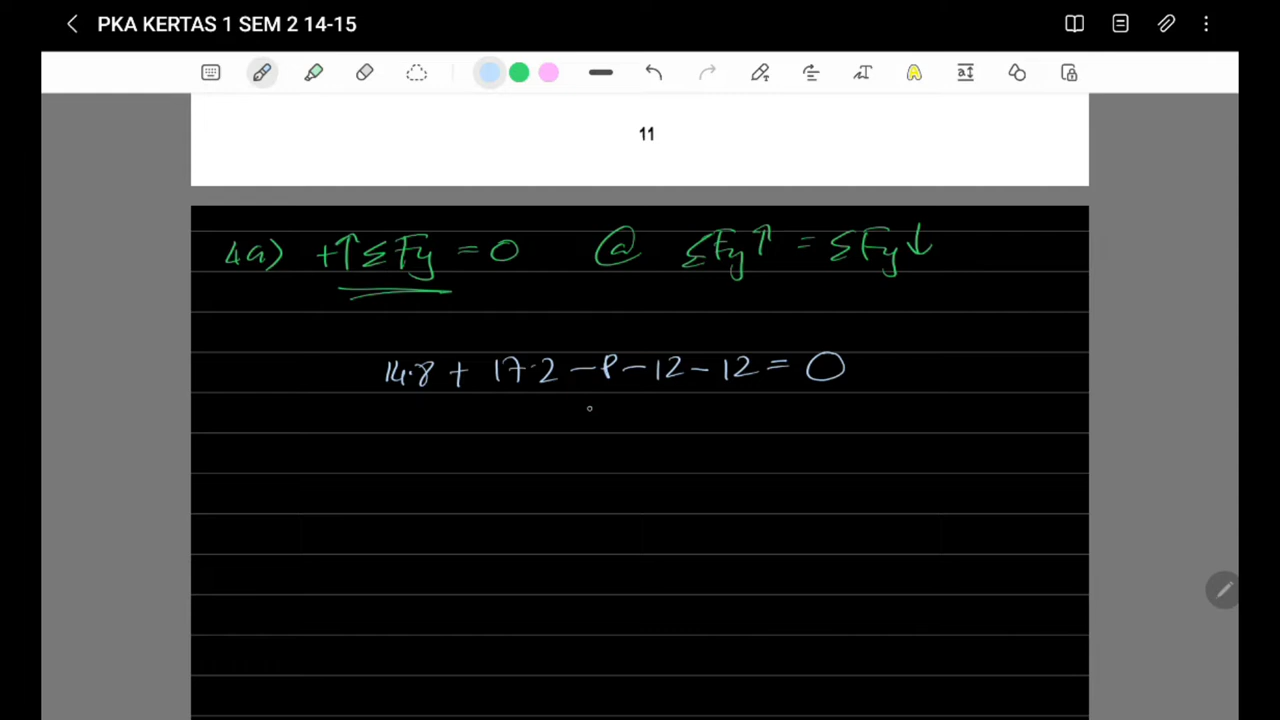 PKA KERTAS 1 SEM 2 14-15
11
4a) +↑ΣFy = 0 @ ΣFy↑ = ΣFy↓
14.8 + 17.2 - P - 12 - 12 = 0